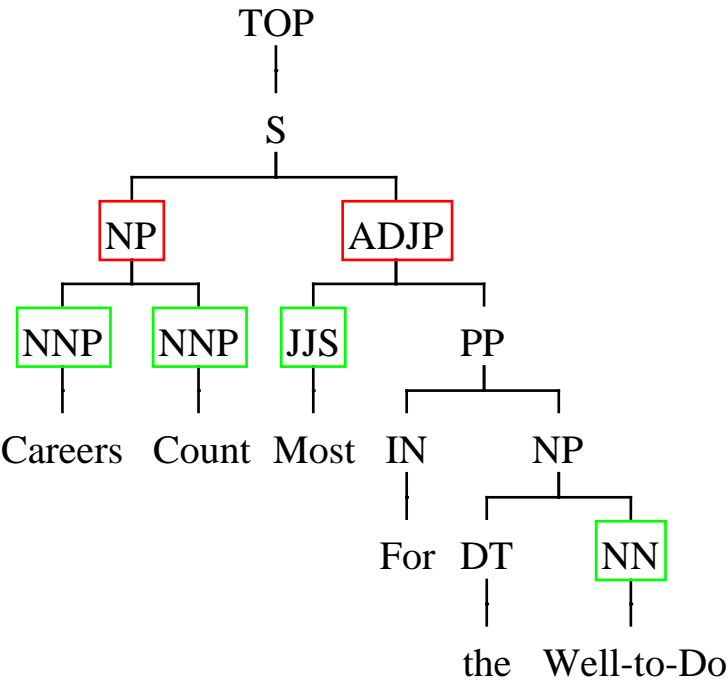 TOP
S
NP ADJP
NNP NNP JJS PP
Careers Count Most IN NP
For DT NN
the Well-to-Do